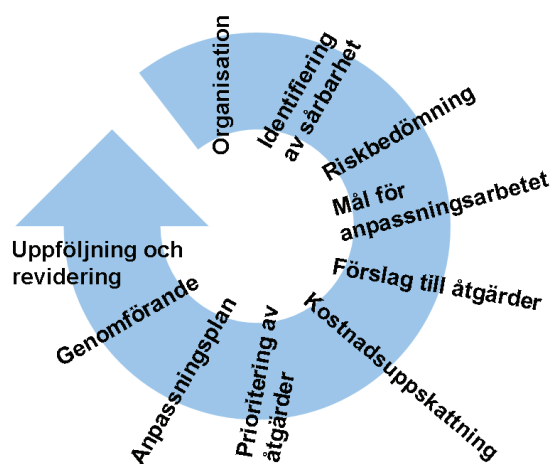 Organisation
Identifiering
av sårbarhet
Riskbedömning
Mål för
anpassningsarbetet
Förslag till åtgärder
Kostnadsuppskattning
Prioritering av
åtgärder
Anpassningsplan
Genomförande
Uppföljning och
revidering